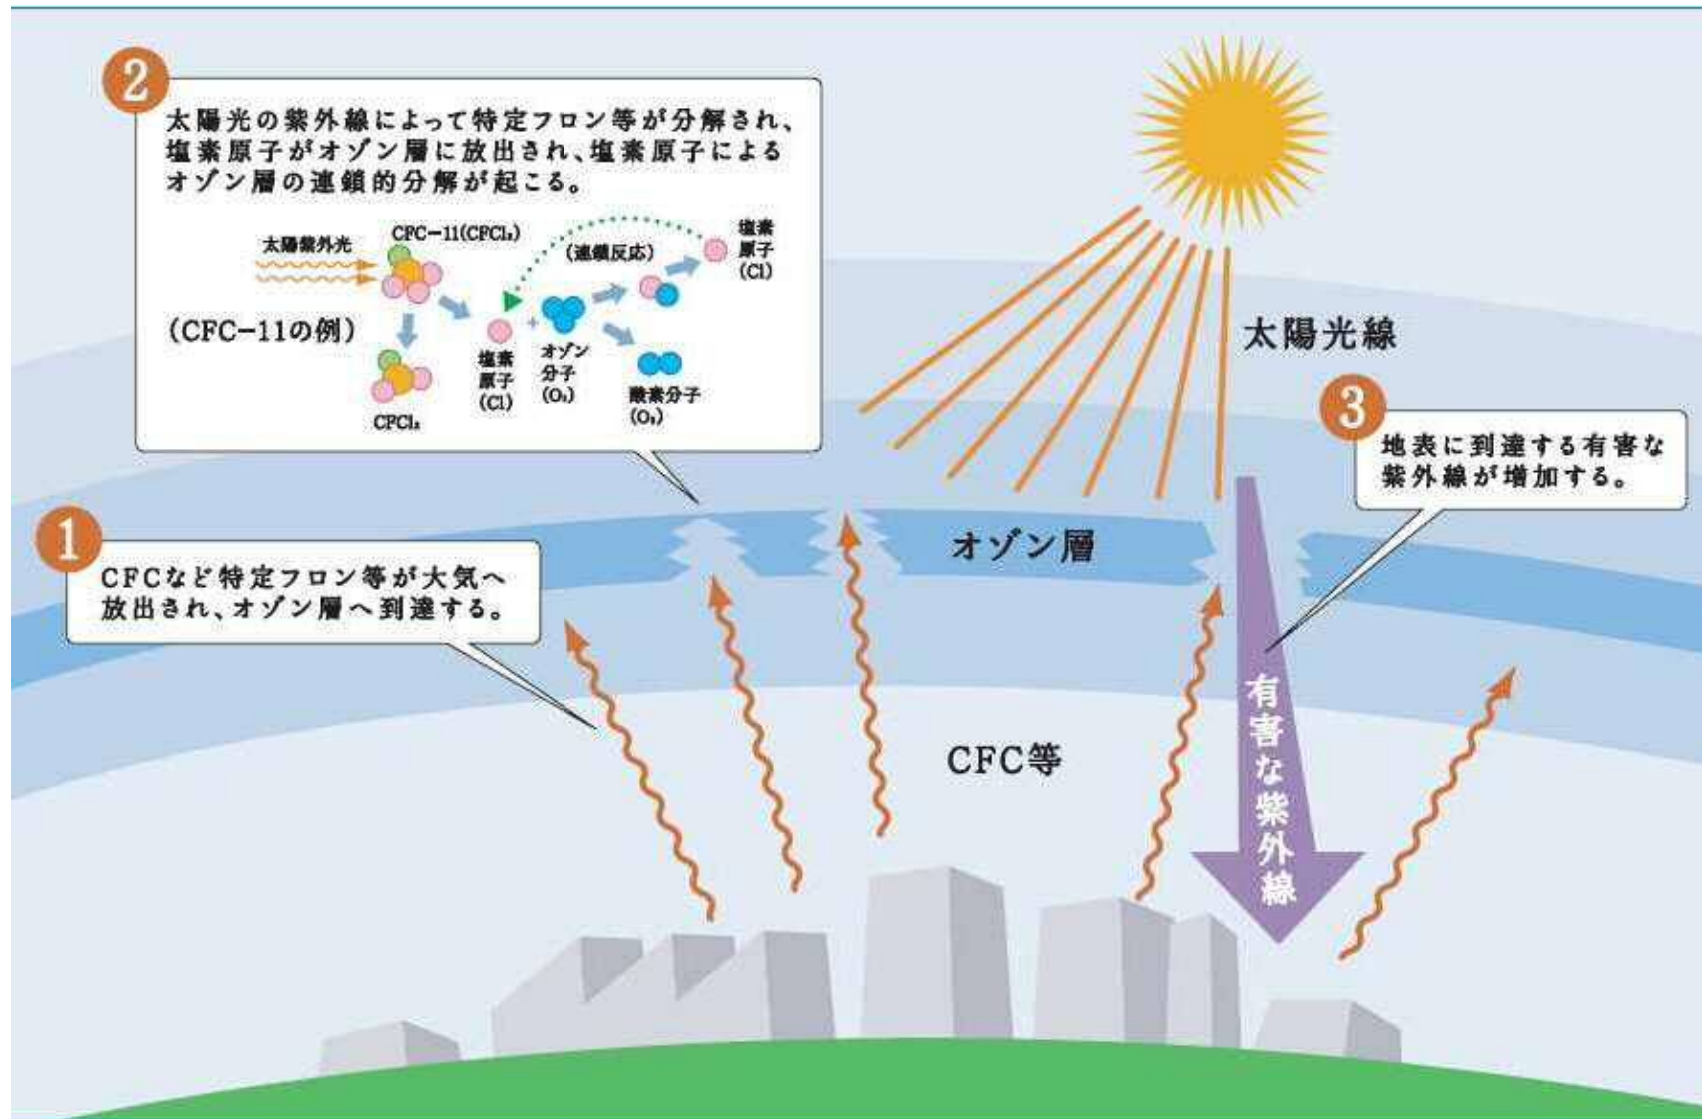 1
CFCなど特定フロン等が大気へ
放出され、オゾン層へ到達する。
2
太陽光の紫外線によって特定フロン等が分解され、
塩素原子がオゾン層に放出され、塩素原子による
オゾン層の連鎖的分解が起こる。
太陽紫外光
CFC-11(CFCl₃)
(連鎖反応)
塩素
原子
(Cl)
(CFC-11の例)
CFCl₂
塩素
原子
(Cl)
+
オゾン
分子
(O₃)
酸素分子
(O₂)
太陽光線
3
地表に到達する有害な
紫外線が増加する。
オゾン層
CFC等
有害な紫外線